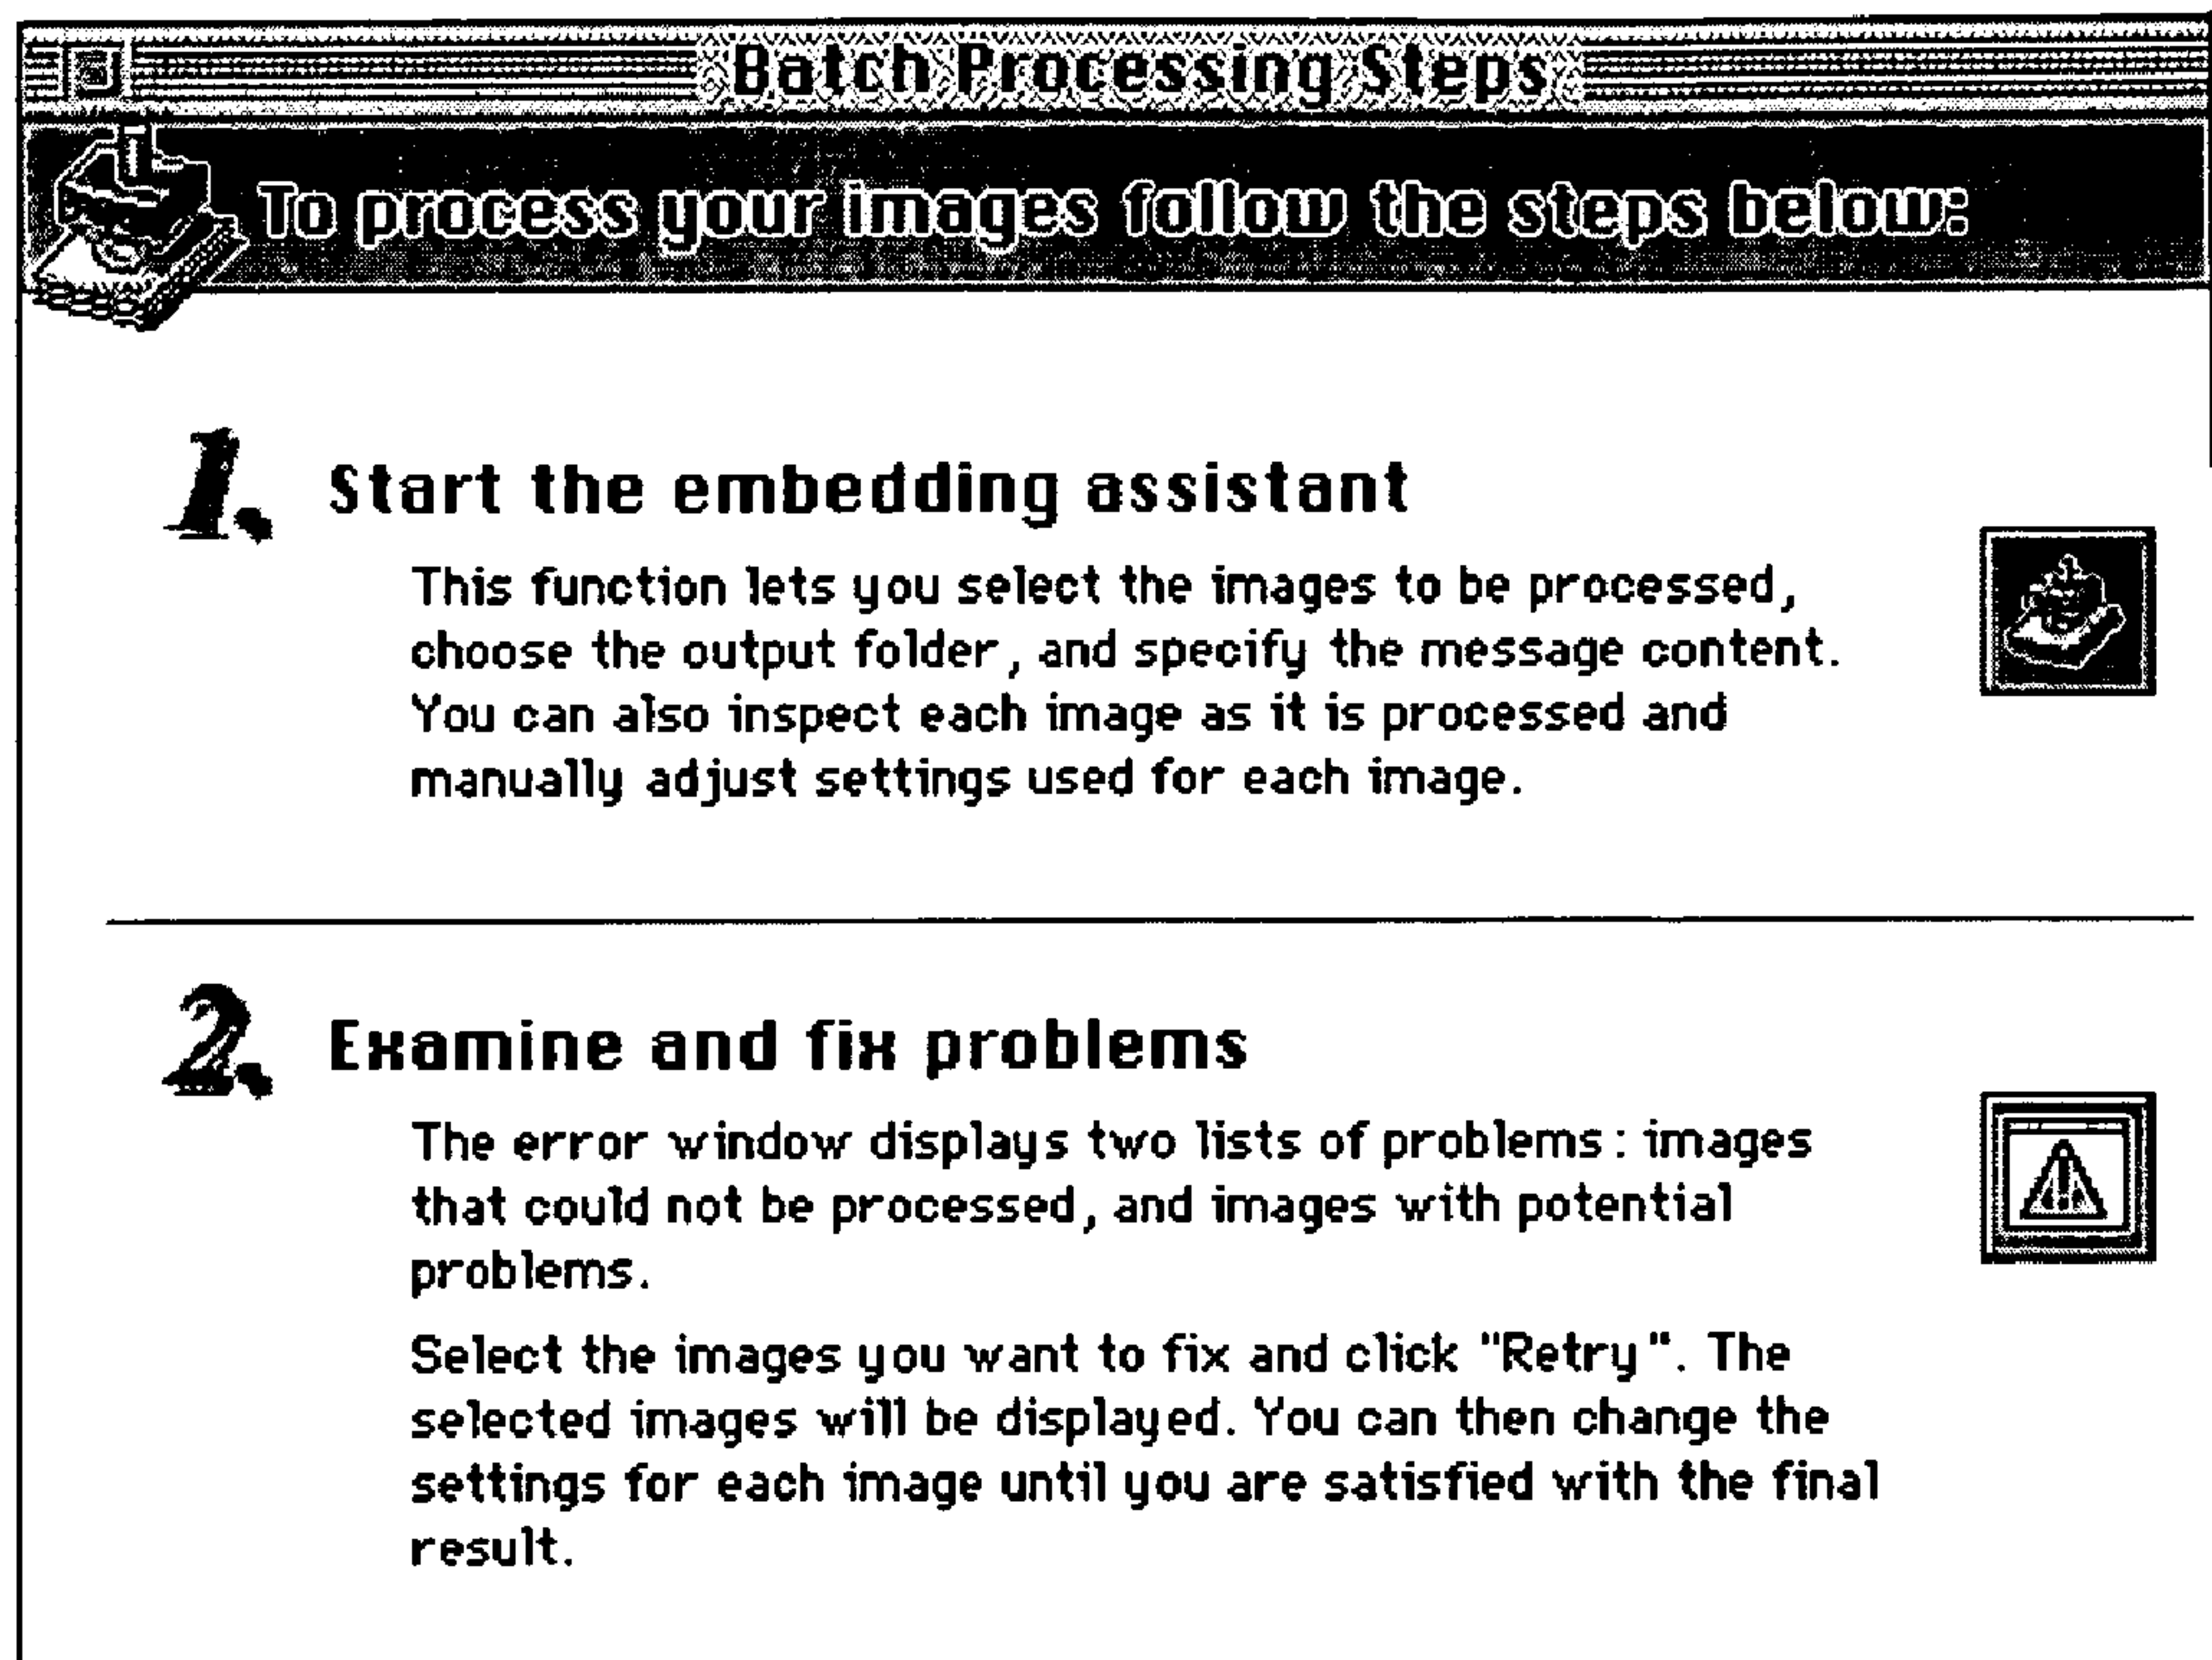 Batch Processing Steps
To process your images follow the steps below:
1. Start the embedding assistant
This function lets you select the images to be processed,
choose the output folder, and specify the message content.
You can also inspect each image as it is processed and
manually adjust settings used for each image.
2. Examine and fix problems
The error window displays two lists of problems: images
that could not be processed, and images with potential
problems.
Select the images you want to fix and click "Retry". The
selected images will be displayed. You can then change the
settings for each image until you are satisfied with the final
result.